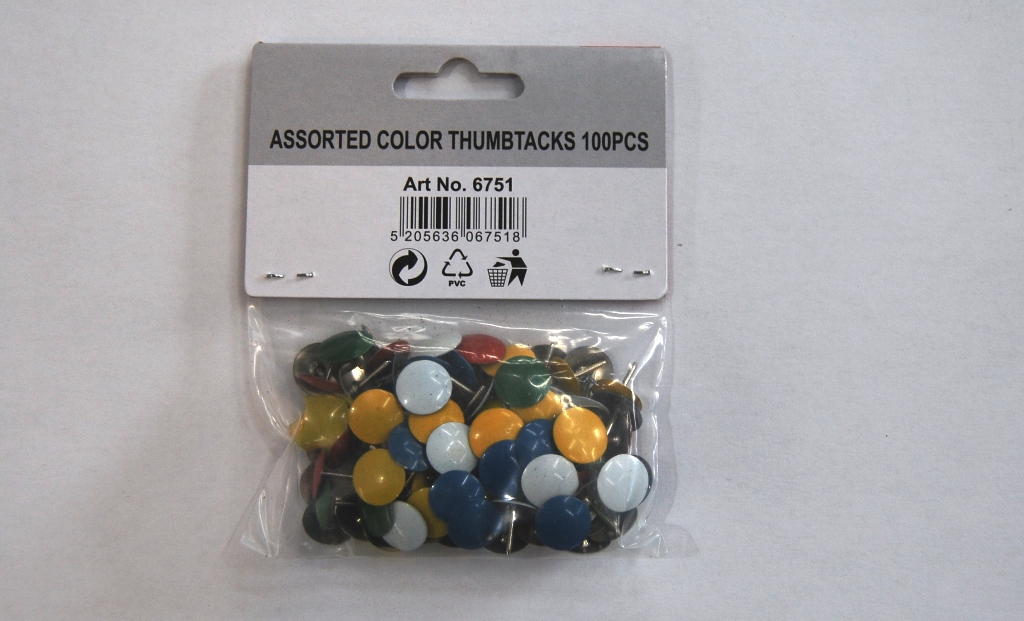 ASSORTED COLOR THUMBTACKS 100PCS
Art No. 6751
5 205636 067518
PVC